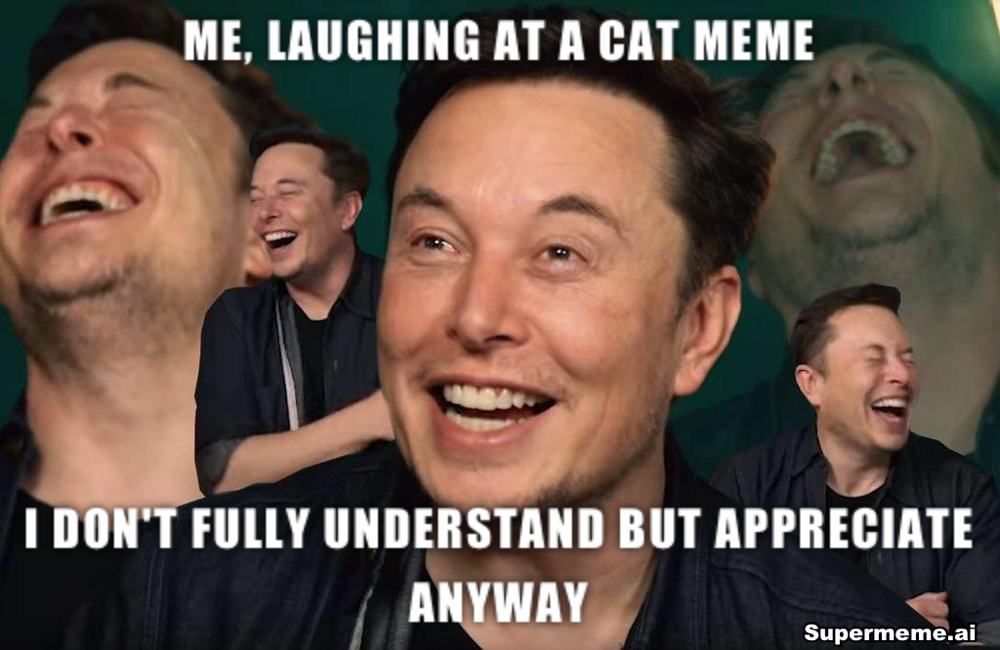 ME, LAUGHING AT A CAT MEME
I DON'T FULLY UNDERSTAND BUT APPRECIATE
ANYWAY
Supermeme.ai